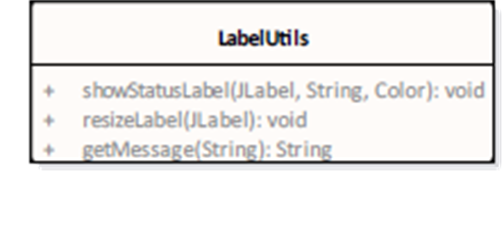 LabelUtils
+ showStatusLabel(JLabel, String, Color): void
+ resizeLabel(JLabel): void
+ getMessage(String): String